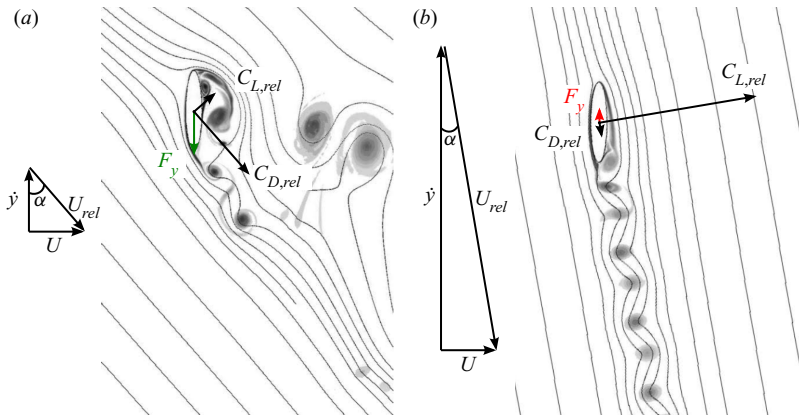 (a)
C_{L,rel}
F_y
C_{D,rel}
ẏ
α
U_{rel}
U
(b)
C_{L,rel}
F_y
C_{D,rel}
α
ẏ
U_{rel}
U